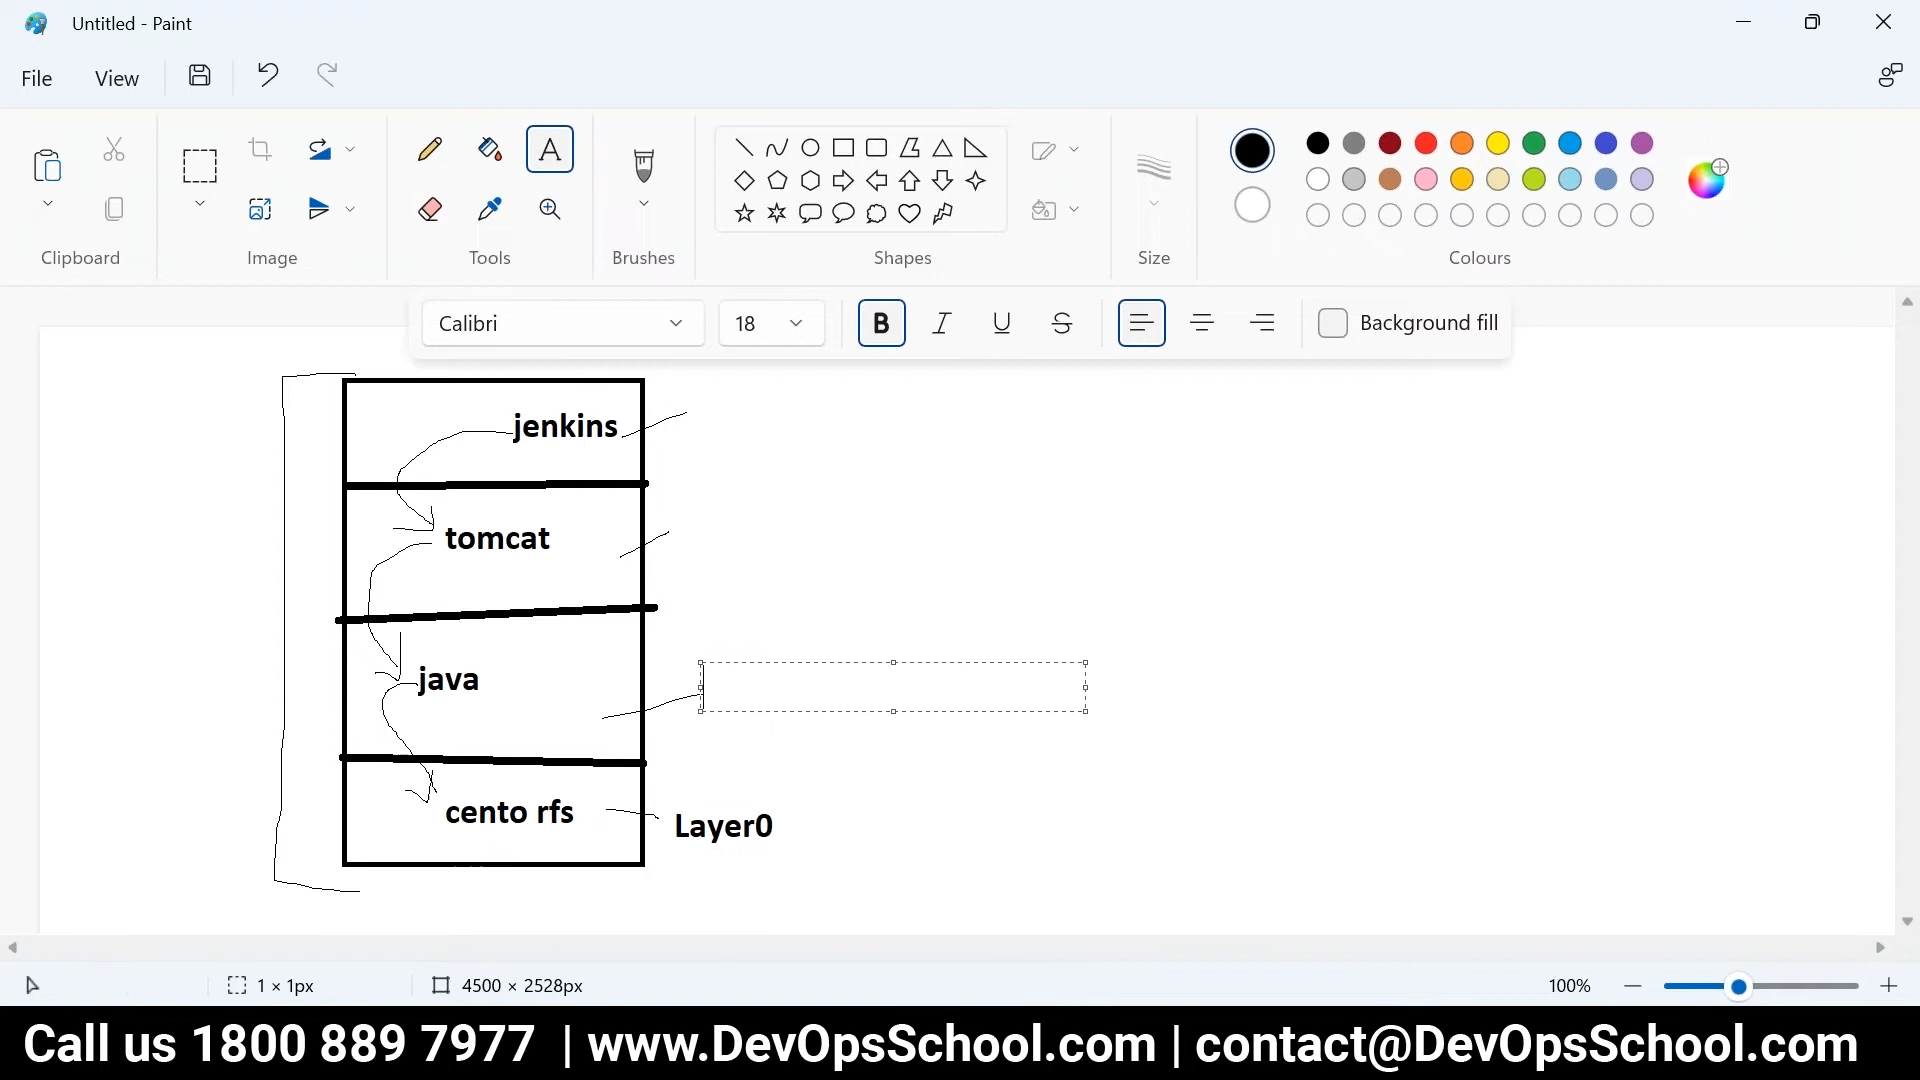 Untitled - Paint
File View
Clipboard Image Tools Brushes Shapes Size Colours
Calibri 18 B I U S Background fill
jenkins
tomcat
java
cento rfs
Layer0
1 × 1px 4500 × 2528px 100%
Call us 1800 889 7977 | www.DevOpsSchool.com | contact@DevOpsSchool.com